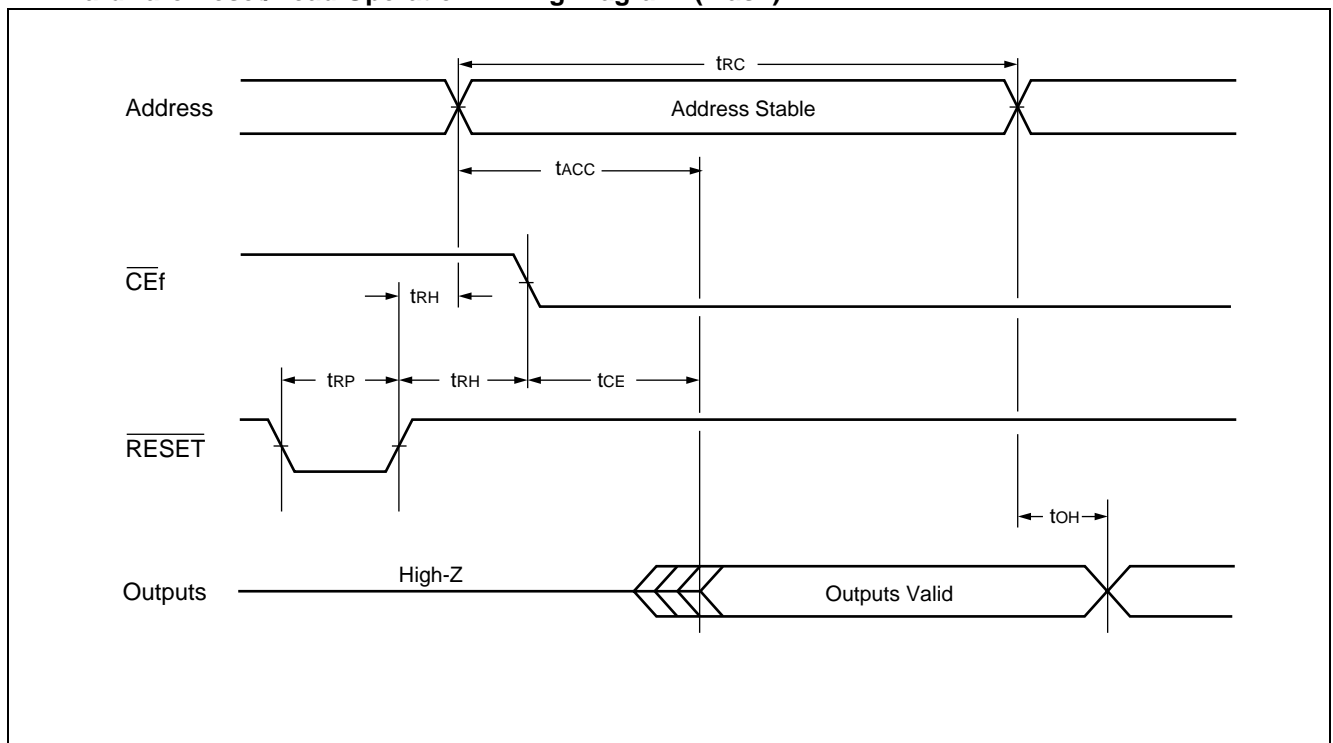 tRC
Address
Address Stable
tACC
CEf
tRH
tRP
tRH
tCE
RESET
tOH
High-Z
Outputs
Outputs Valid